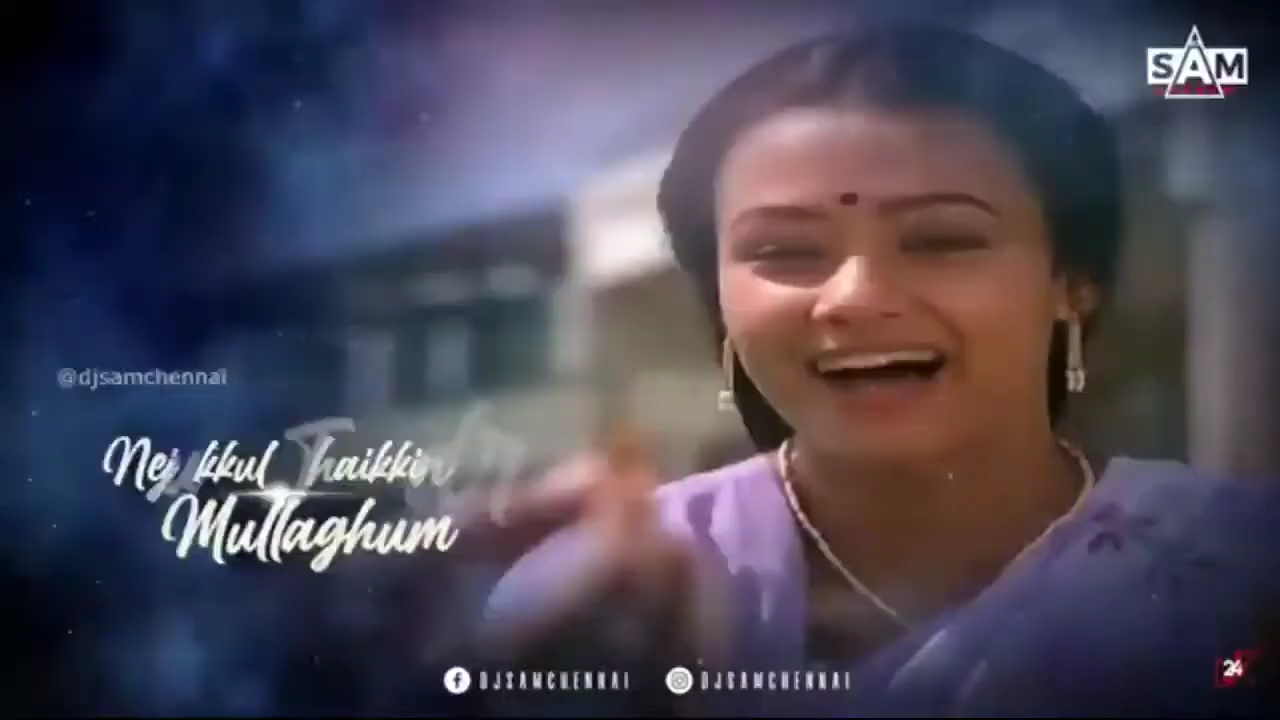 SAM
@djsamchennai
Nej kkul Thaikkin
Mullaghum
DJSAMCHENNAI DJSAMCHENNAI
24